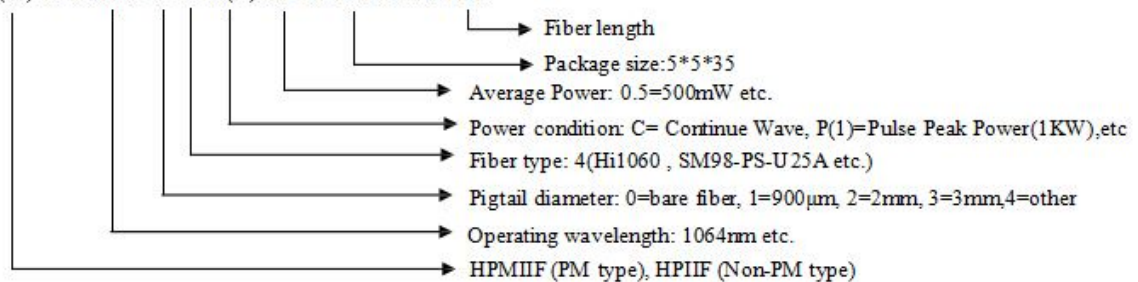 Fiber length
Package size:5*5*35
Average Power: 0.5=500mW etc.
Power condition: C= Continue Wave, P(1)=Pulse Peak Power(1KW),etc
Fiber type: 4(Hi1060 , SM98-PS-U25A etc.)
Pigtail diameter: 0=bare fiber, 1=900μm, 2=2mm, 3=3mm,4=other
Operating wavelength: 1064nm etc.
HPMIIF (PM type), HPIIF (Non-PM type)